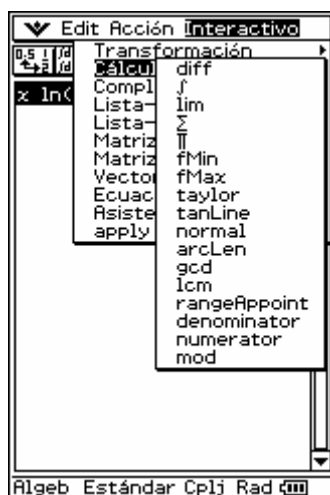 Edit Acción Interactivo
Transformación
Cálcul diff
Compl ∫
Lista- lim
Lista- Σ
Matriz Π
Matriz fMin
Vector fMax
Ecuac taylor
Asiste tanLine
apply normal
arcLen
gcd
lcm
rangeAppoint
denominator
numerator
mod
x ln(
Algeb Estándar Cplj Rad